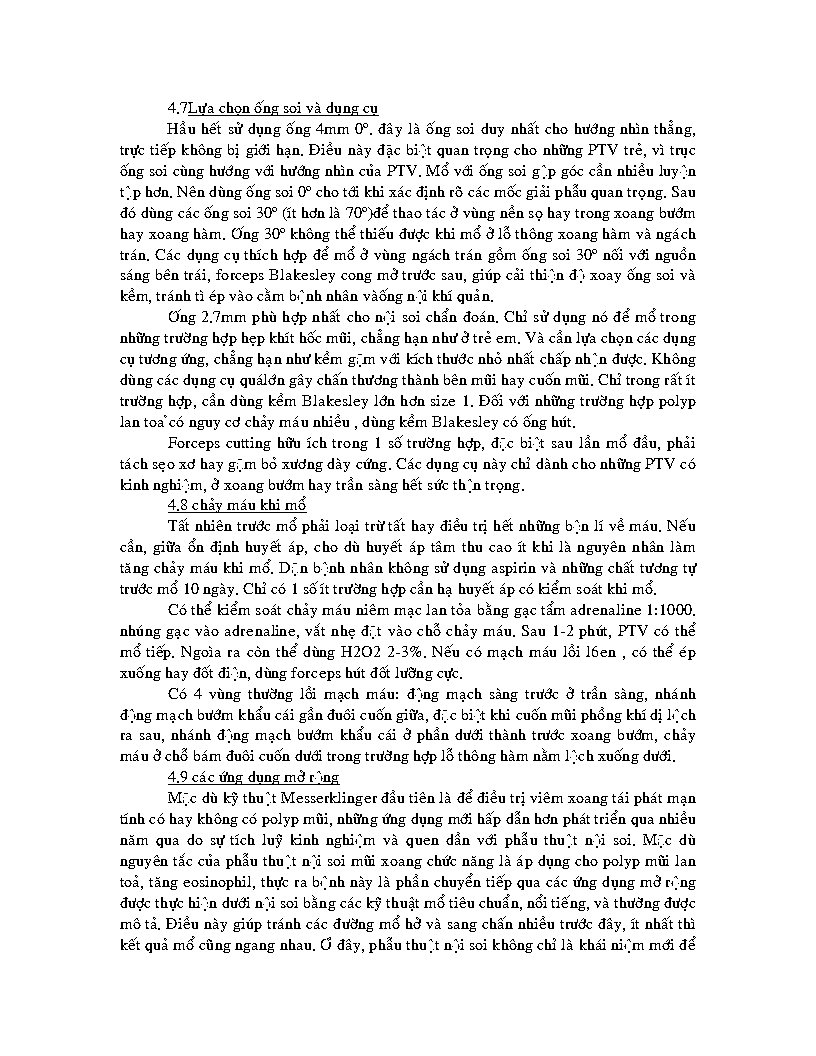 4.7Lựa chọn ống soi và dụng cụ
Hầu hết sử dụng ống 4mm 0º. đây là ống soi duy nhất cho hướng nhìn thẳng,
trực tiếp không bị giới hạn. Điều này đặc biệt quan trọng cho những PTV trẻ, vì trục
ống soi cùng hướng với hướng nhìn của PTV. Mổ với ống soi gập góc cần nhiều luyện
tập hơn. Nên dùng ống soi 0º cho tới khi xác định rõ các mốc giải phẫu quan trọng. Sau
đó dùng các ống soi 30º (ít hơn là 70º)để thao tác ở vùng nền sọ hay trong xoang bướm
hay xoang hàm. Ống 30º không thể thiếu được khi mổ ở lỗ thông xoang hàm và ngách
trán. Các dụng cụ thích hợp để mổ ở vùng ngách trán gồm ống soi 30º nối với nguồn
sáng bên trái, forceps Blakesley cong mở trước sau, giúp cải thiện độ xoay ống soi và
kềm, tránh tì ép vào cằm bệnh nhân vàống nội khí quản.
Ống 2.7mm phù hợp nhất cho nội soi chẩn đoán. Chỉ sử dụng nó để mổ trong
những trường hợp hẹp khít hốc mũi, chẳng hạn như ở trẻ em. Và cần lựa chọn các dụng
cụ tương ứng, chẳng hạn như kềm gặm với kích thước nhỏ nhất chấp nhận được. Không
dùng các dụng cụ quálớn gây chấn thương thành bên mũi hay cuốn mũi. Chỉ trong rất ít
trường hợp, cần dùng kềm Blakesley lớn hơn size 1. Đối với những trường hợp polyp
lan toả có nguy cơ chảy máu nhiều , dùng kềm Blakesley có ống hút.
Forceps cutting hữu ích trong 1 số trường hợp, đặc biệt sau lần mổ đầu, phải
tách sẹo xơ hay gặm bỏ xương dày cứng. Các dụng cụ này chỉ dành cho những PTV có
kinh nghiệm, ở xoang bướm hay trần sàng hết sức thận trọng.
4.8 chảy máu khi mổ
Tất nhiên trước mổ phải loại trừ tất hay điều trị hết những bện lí về máu. Nếu
cần, giữa ổn định huyết áp, cho dù huyết áp tâm thu cao ít khi là nguyên nhân làm
tăng chảy máu khi mổ. Dặn bệnh nhân không sử dụng aspirin và những chất tương tự
trước mổ 10 ngày. Chỉ có 1 số ít trường hợp cần hạ huyết áp có kiểm soát khi mổ.
Có thể kiểm soát chảy máu niêm mạc lan tỏa bằng gạc tẩm adrenaline 1:1000.
nhúng gạc vào adrenaline, vắt nhẹ đặt vào chỗ chảy máu. Sau 1-2 phút, PTV có thể
mổ tiếp. Ngoìa ra còn thể dùng H2O2 2-3%. Nếu có mạch máu lồi l6en , có thể ép
xuống hay đốt điện, dùng forceps hút đốt lưỡng cực.
Có 4 vùng thường lồi mạch máu: động mạch sàng trước ở trần sàng, nhánh
động mạch bướm khẩu cái gần đuôi cuốn giữa, đặc biệt khi cuốn mũi phồng khí dị lệch
ra sau, nhánh động mạch bướm khẩu cái ở phần dưới thành trước xoang bướm, chảy
máu ở chỗ bám đuôi cuốn dưới trong trường hợp lỗ thông hàm nằm lệch xuống dưới.
4.9 các ứng dụng mở rộng
Mặc dù kỹ thuật Messerklinger đầu tiên là để điều trị viêm xoang tái phát mạn
tính có hay không có polyp mũi, những ứng dụng mới hấp dẫn hơn phát triển qua nhiều
năm qua do sự tích luỹ kinh nghiệm và quen dần với phẫu thuật nội soi. Mặc dù
nguyên tắc của phẫu thuật nội soi mũi xoang chức năng là áp dụng cho polyp mũi lan
toả, tăng eosinophil, thực ra bệnh này là phần chuyển tiếp qua các ứng dụng mở rộng
được thực hiện dưới nội soi bằng các kỹ thuật mổ tiêu chuẩn, nổi tiếng, và thường được
mô tả. Điều này giúp tránh các đường mổ hở và sang chấn nhiều trước đây, ít nhất thì
kết quả mổ cũng ngang nhau. Ở đây, phẫu thuật nội soi không chỉ là khái niệm mới để